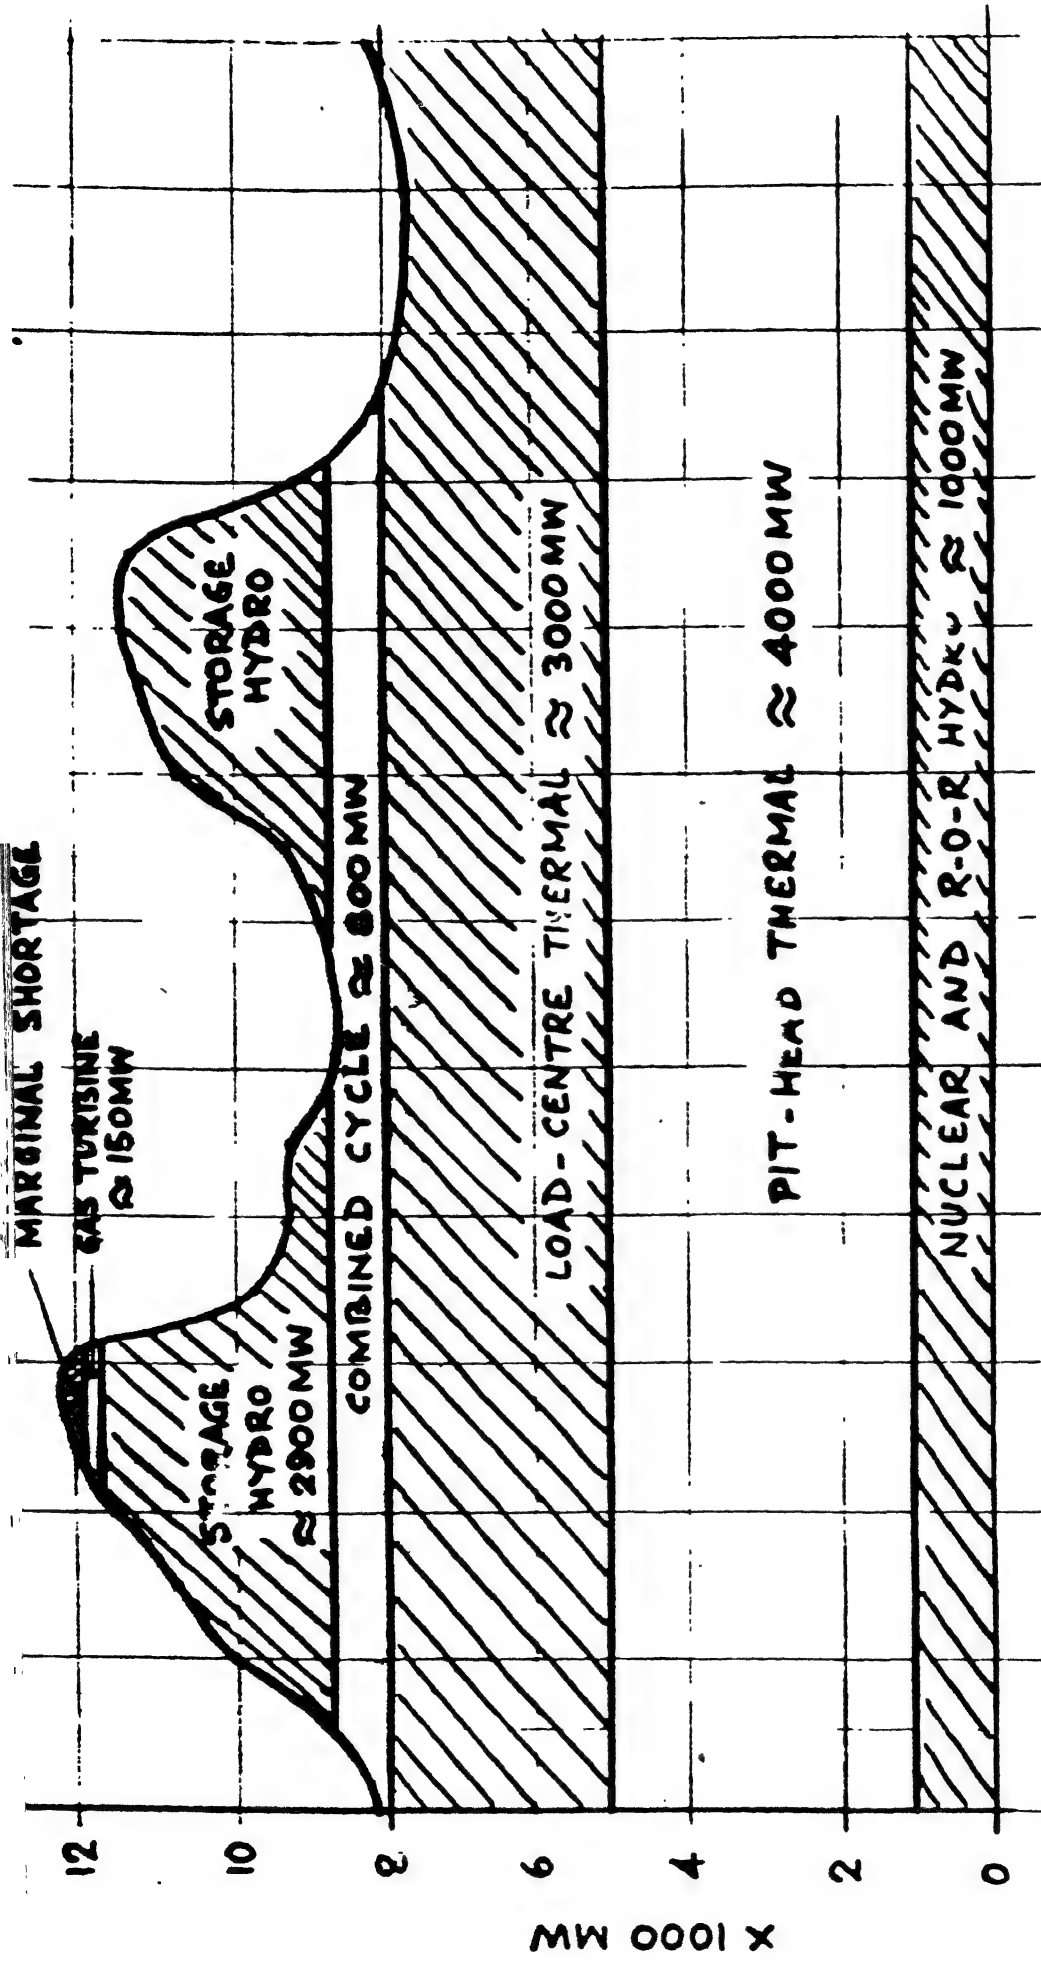 MARGINAL SHORTAGE
GAS TURBINE
≈ 150MW
STORAGE
HYDRO
≈ 2900MW
STORAGE
HYDRO
COMBINED CYCLE ≈ 800MW
LOAD-CENTRE THERMAL ≈ 3000MW
PIT-HEAD THERMAL ≈ 4000MW
NUCLEAR AND R-O-R HYDRO ≈ 1000MW
12
10
8
6
4
2
0
X 1000 MW